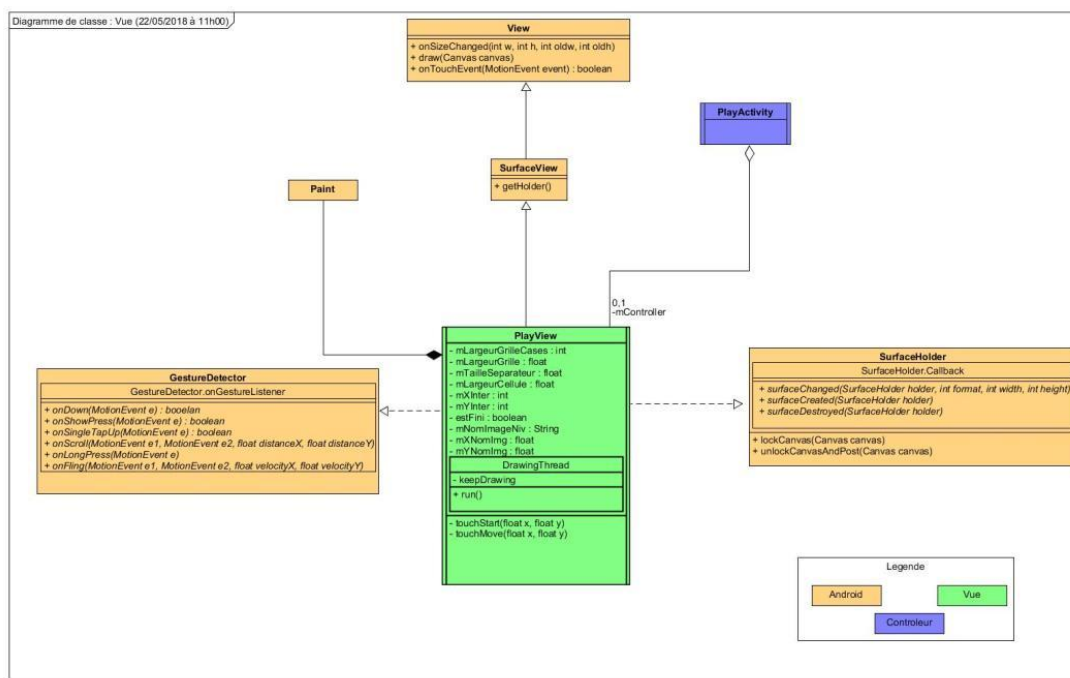 Diagramme de classe : Vue (22/05/2018 à 11h00)
View
+ onSizeChanged(int w, int h, int oldw, int oldh)
+ draw(Canvas canvas)
+ onTouchEvent(MotionEvent event) : boolean
PlayActivity
SurfaceView
+ getHolder()
Paint
0,1
-mController
PlayView
- mLargeurGrilleCases : int
- mLargeurGrille : float
- mTailleSeparateur : float
- mLargeurCellule : float
- mXInter : int
- mYInter : int
- estFini : boolean
- mNomImageNiv : String
- mXNomImg : float
- mYNomImg : float
DrawingThread
- keepDrawing
+ run()
- touchStart(float x, float y)
- touchMove(float x, float y)
GestureDetector
GestureDetector.onGestureListener
+ onDown(MotionEvent e) : booelan
+ onShowPress(MotionEvent e) : boolean
+ onSingleTapUp(MotionEvent e) : boolean
+ onScroll(MotionEvent e1, MotionEvent e2, float distanceX, float distanceY)
+ onLongPress(MotionEvent e)
+ onFling(MotionEvent e1, MotionEvent e2, float velocityX, float velocityY)
SurfaceHolder
SurfaceHolder.Callback
+ surfaceChanged(SurfaceHolder holder, int format, int width, int height)
+ surfaceCreated(SurfaceHolder holder)
+ surfaceDestroyed(SurfaceHolder holder)
+ lockCanvas(Canvas canvas)
+ unlockCanvasAndPost(Canvas canvas)
Legende
Android
Vue
Controleur